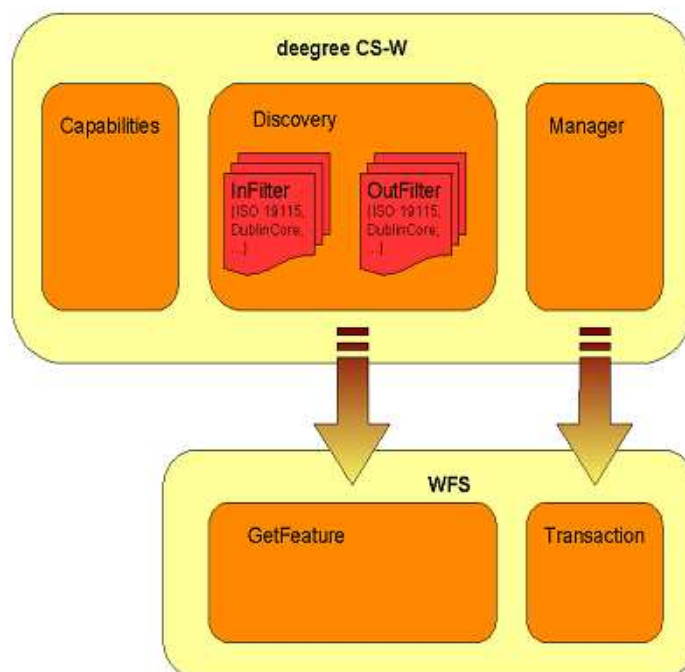 deegree CS-W
Capabilities
Discovery
Manager
InFilter
(ISO 19115,
DublinCore,
...)
OutFilter
(ISO 19115,
DublinCore,
...)
WFS
GetFeature
Transaction